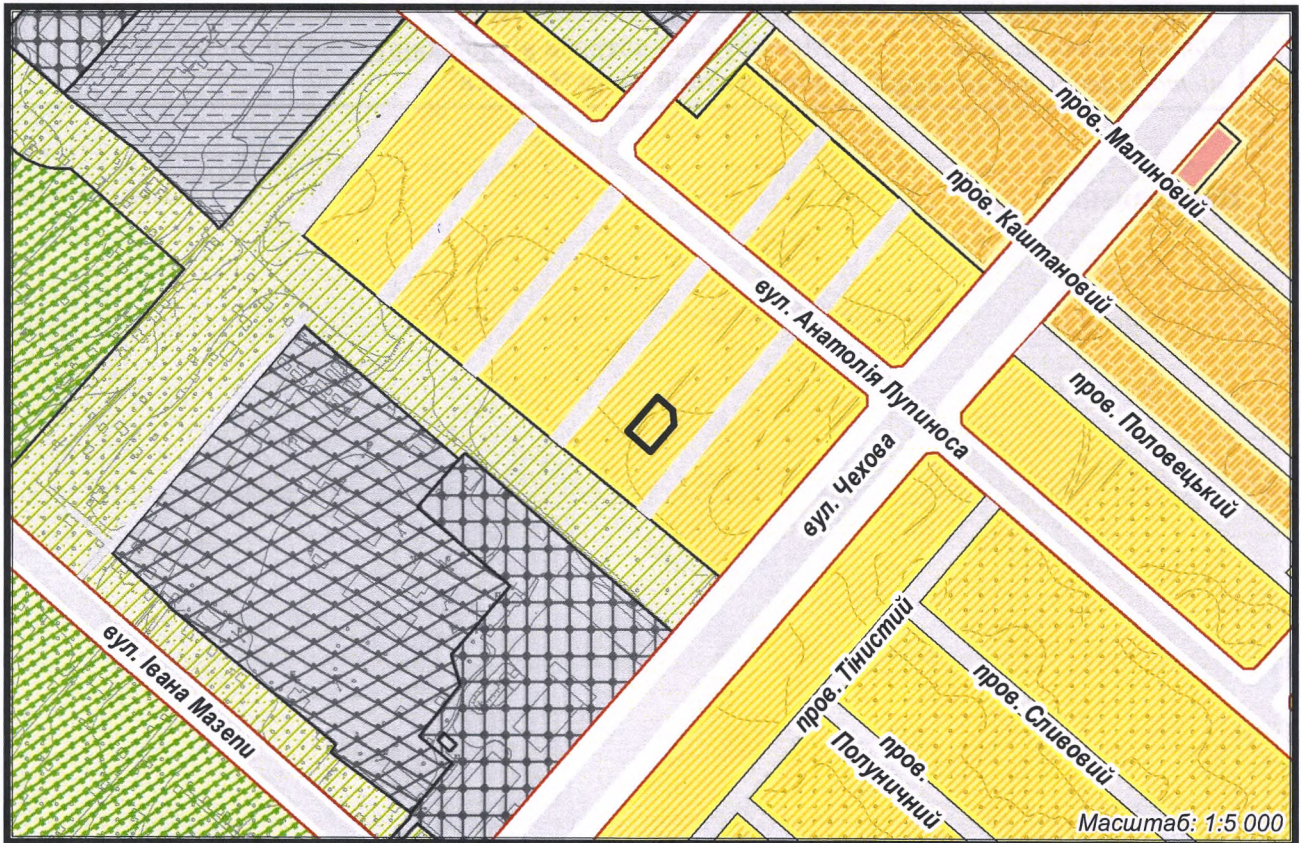 пров. Малиновий
пров. Каштановий
вул. Анатолія Лупиноса
пров. Половецький
вул. Чехова
пров. Тінистий
пров. Сливовий
пров.
Полуничний
вул. Івана Мазепи
Масштаб: 1:5 000